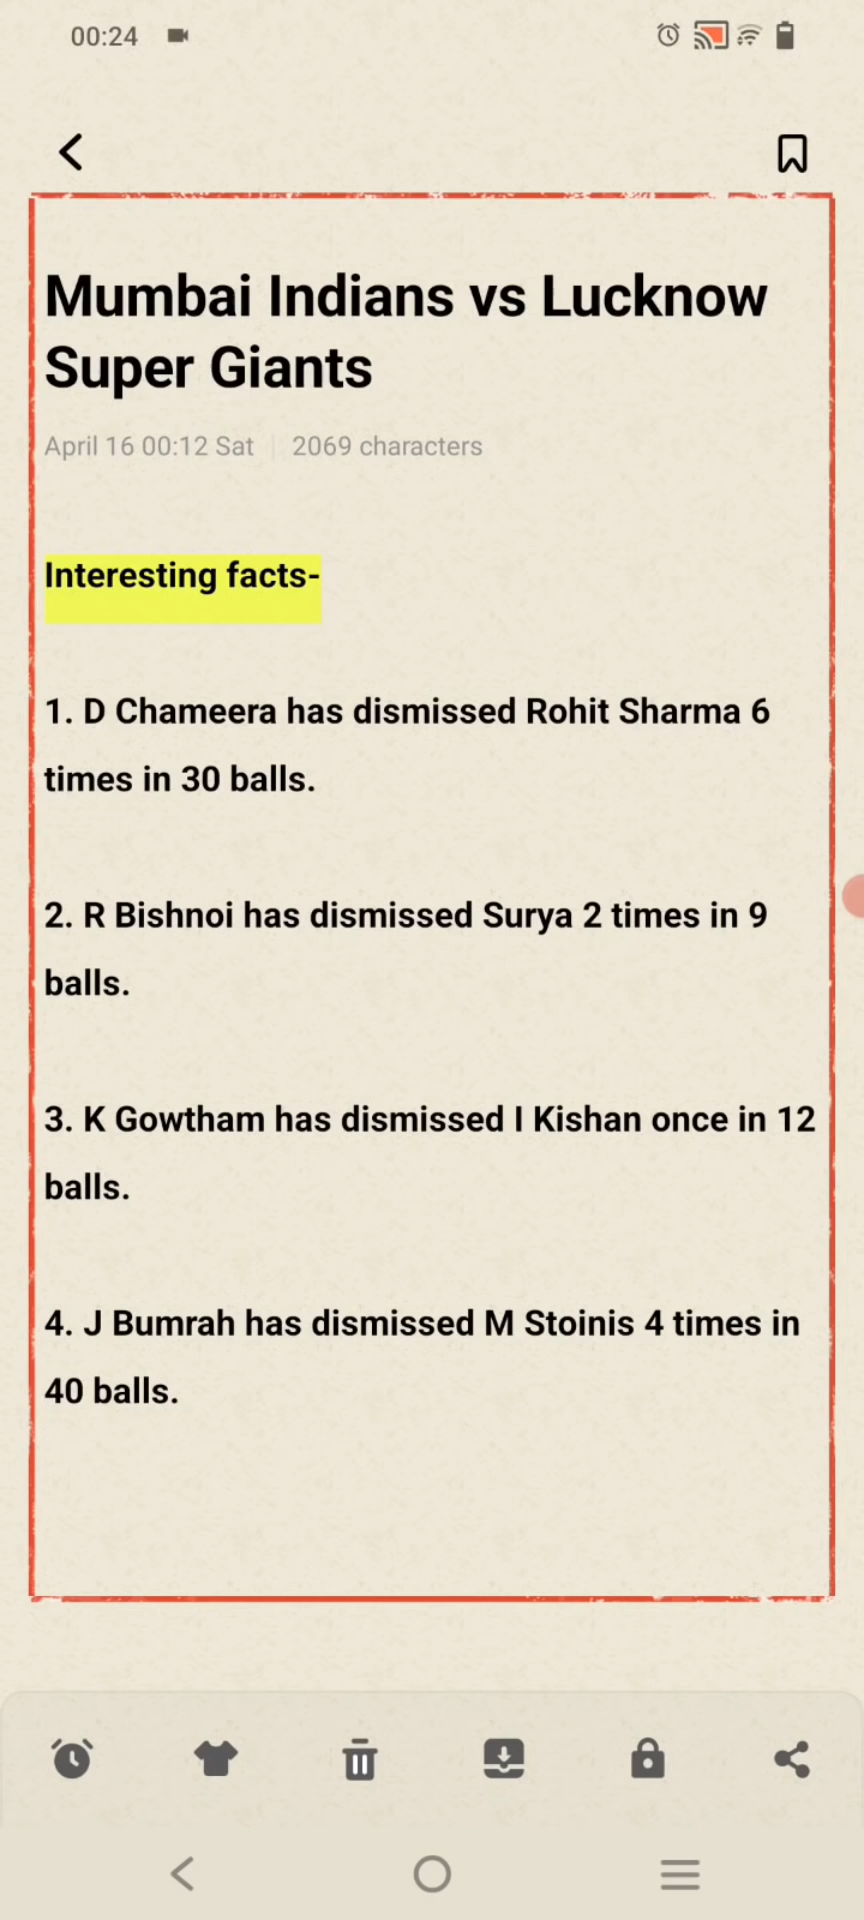 00:24
Mumbai Indians vs Lucknow
Super Giants
April 16 00:12 Sat | 2069 characters
Interesting facts-
1. D Chameera has dismissed Rohit Sharma 6
times in 30 balls.
2. R Bishnoi has dismissed Surya 2 times in 9
balls.
3. K Gowtham has dismissed I Kishan once in 12
balls.
4. J Bumrah has dismissed M Stoinis 4 times in
40 balls.